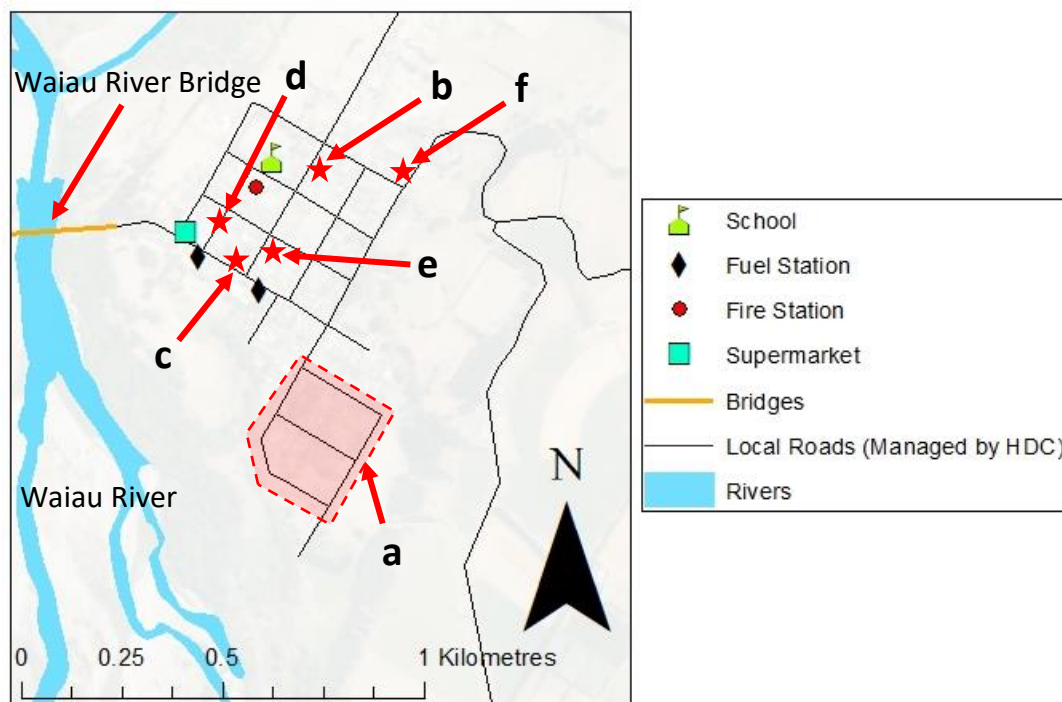 Waiau River Bridge
d
b
f
e
c
a
Waiau River
N
0 0.25 0.5 1 Kilometres
School
Fuel Station
Fire Station
Supermarket
Bridges
Local Roads (Managed by HDC)
Rivers